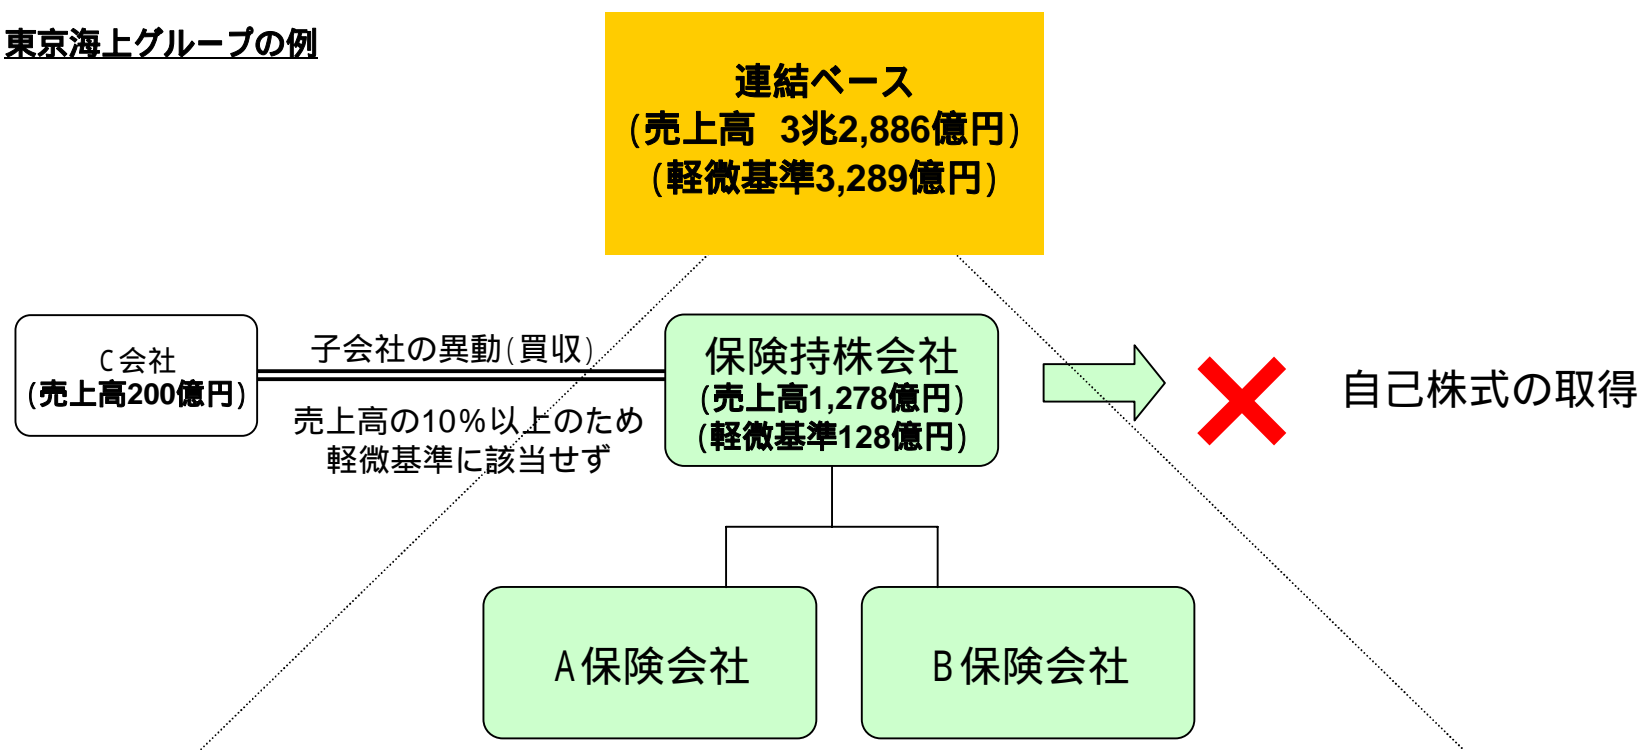 東京海上グループの例
連結ベース
(売上高　3兆2,886億円)
(軽微基準3,289億円)
C会社
(売上高200億円)
子会社の異動(買収)
売上高の10%以上のため
軽微基準に該当せず
保険持株会社
(売上高1,278億円)
(軽微基準128億円)
自己株式の取得
A保険会社
B保険会社